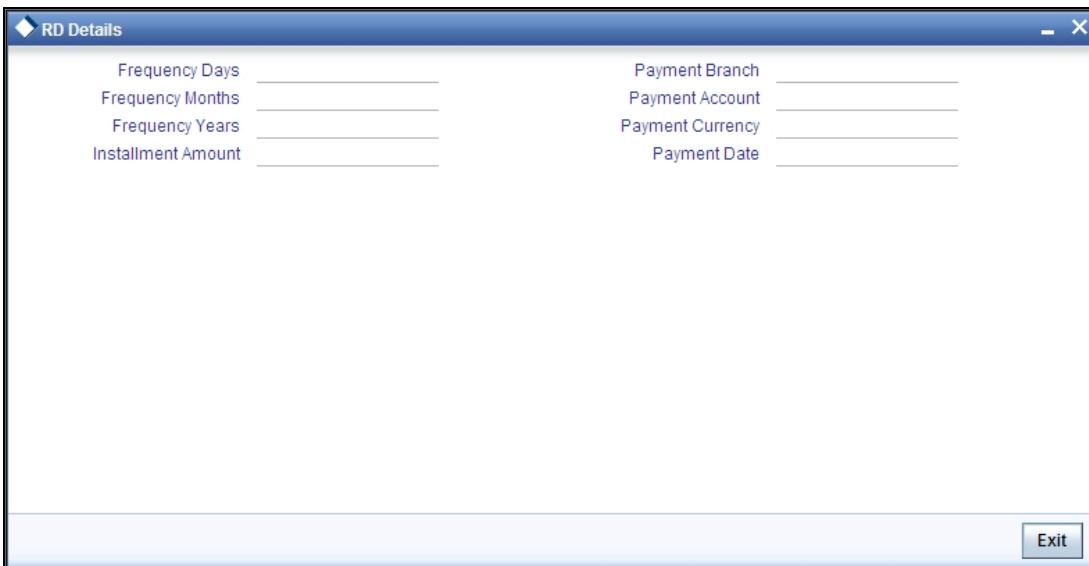 RD Details
Frequency Days
Frequency Months
Frequency Years
Installment Amount
Payment Branch
Payment Account
Payment Currency
Payment Date
Exit